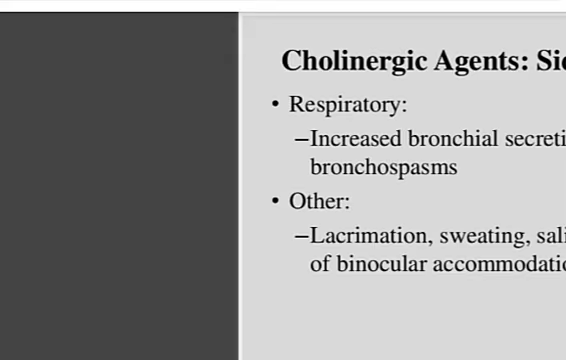 Cholinergic Agents:
• Respiratory:
–Increased bronchial
bronchospasms
• Other:
–Lacrimation, sweating,
of binocular